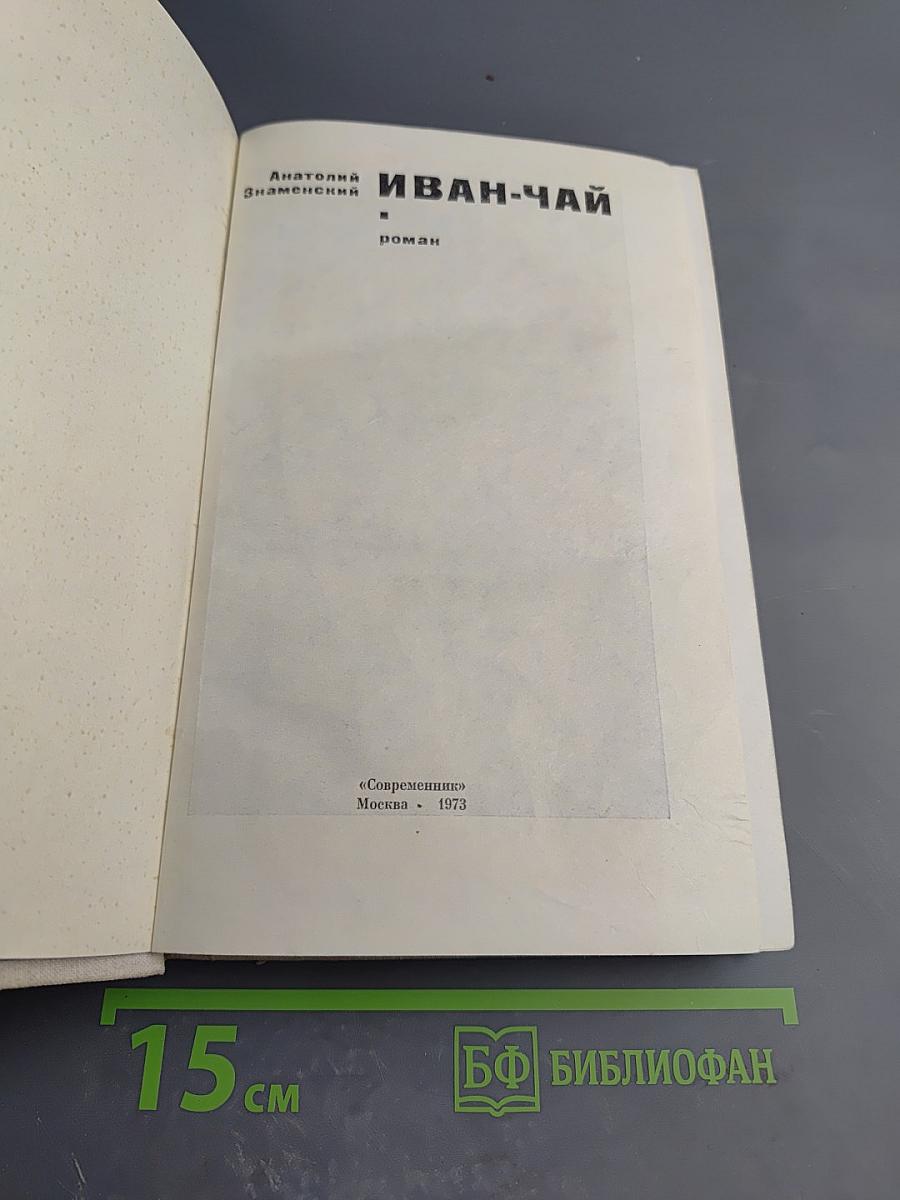 Анатолий
Знаменский
ИВАН-ЧАЙ
роман
«Современник»
Москва • 1973
15 см
БФ БИБЛИОФАН